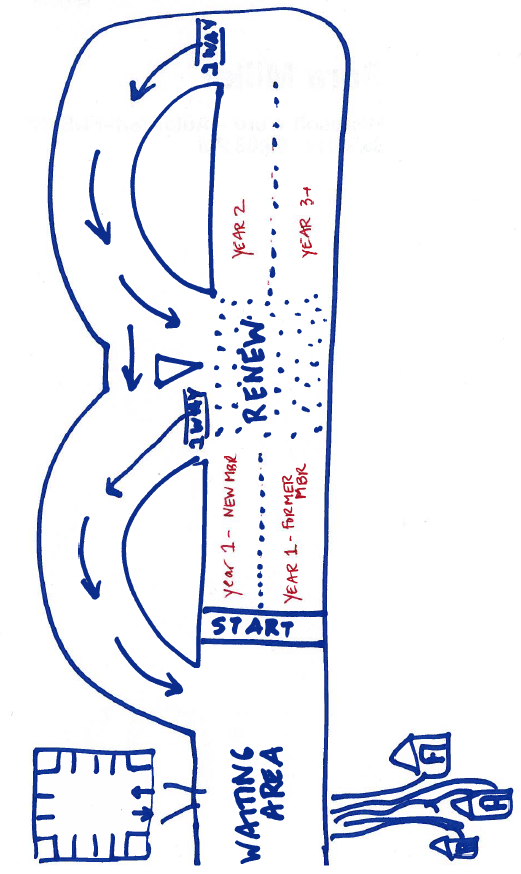 WAITING
AREA
START
year 1 - NEW MBR
YEAR 1 - FORMER
MBR
1 WAY
RENEW
YEAR 2
YEAR 3+
1 WAY
F
A